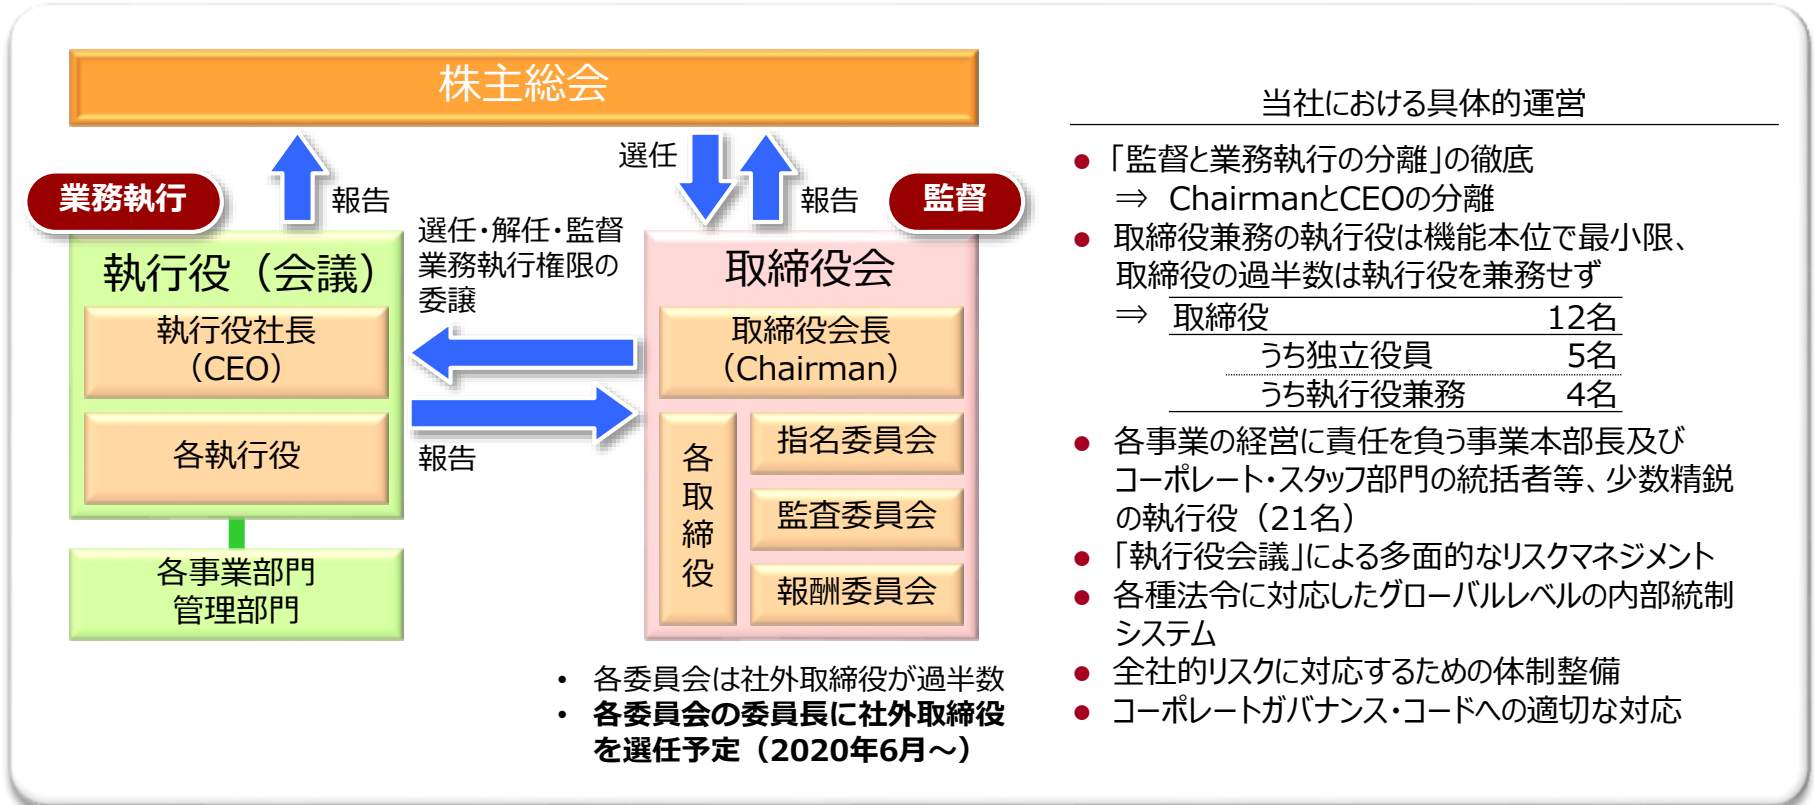 株主総会
報告
選任
報告
業務執行
監督
執行役（会議）
執行役社長
（CEO）
各執行役
各事業部門
管理部門
選任・解任・監督
業務執行権限の
委譲
報告
取締役会
取締役会長
（Chairman）
各取締役
指名委員会
監査委員会
報酬委員会
• 各委員会は社外取締役が過半数
• 各委員会の委員長に社外取締役
を選任予定（2020年6月～）
当社における具体的運営
● 「監督と業務執行の分離」の徹底
⇒ ChairmanとCEOの分離
● 取締役兼務の執行役は機能本位で最小限、
取締役の過半数は執行役を兼務せず
⇒ 取締役 12名
うち独立役員 5名
うち執行役兼務 4名
● 各事業の経営に責任を負う事業本部長及び
コーポレート・スタッフ部門の統括者等、少数精鋭
の執行役（21名）
● 「執行役会議」による多面的なリスクマネジメント
● 各種法令に対応したグローバルレベルの内部統制
システム
● 全社的リスクに対応するための体制整備
● コーポレートガバナンス・コードへの適切な対応